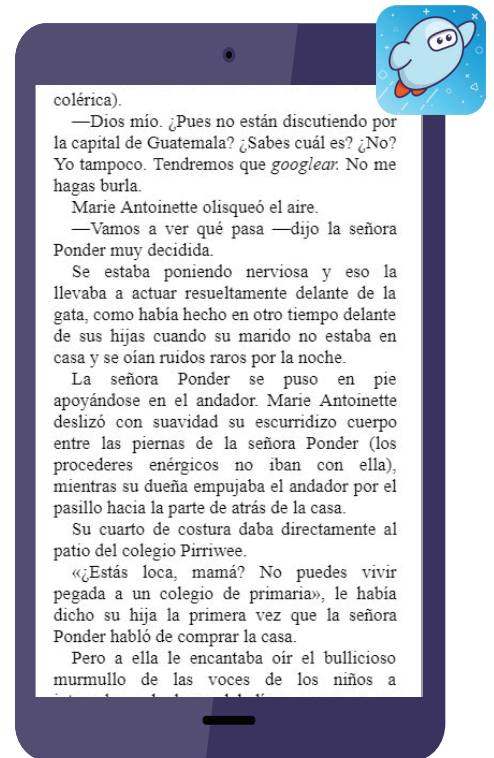 colérica).
—Dios mío. ¿Pues no están discutiendo por
la capital de Guatemala? ¿Sabes cuál es? ¿No?
Yo tampoco. Tendremos que googlear. No me
hagas burla.
Marie Antoinette olisqueó el aire.
—Vamos a ver qué pasa —dijo la señora
Ponder muy decidida.
Se estaba poniendo nerviosa y eso la
llevaba a actuar resueltamente delante de la
gata, como había hecho en otro tiempo delante
de sus hijas cuando su marido no estaba en
casa y se oían ruidos raros por la noche.
La señora Ponder se puso en pie
apoyándose en el andador. Marie Antoinette
deslizó con suavidad su escurridizo cuerpo
entre las piernas de la señora Ponder (los
procederes enérgicos no iban con ella),
mientras su dueña empujaba el andador por el
pasillo hacia la parte de atrás de la casa.
Su cuarto de costura daba directamente al
patio del colegio Pirriwee.
«¿Estás loca, mamá? No puedes vivir
pegada a un colegio de primaria», le había
dicho su hija la primera vez que la señora
Ponder habló de comprar la casa.
Pero a ella le encantaba oír el bullicioso
murmullo de las voces de los niños a